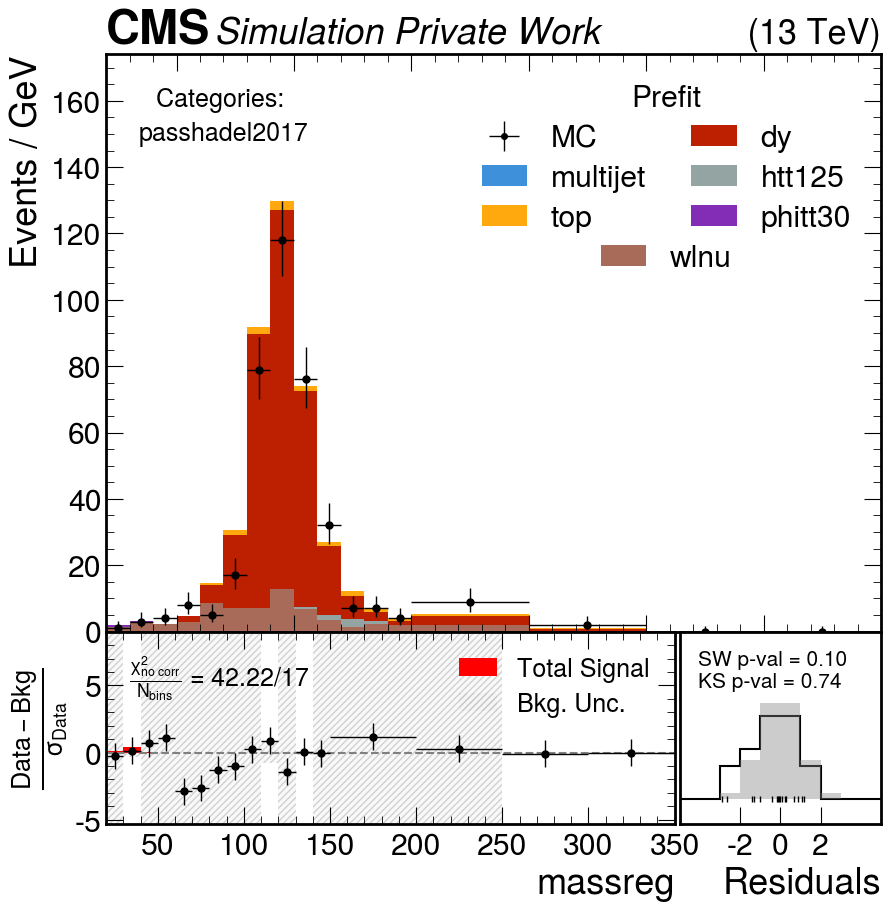 CMS Simulation Private Work (13 TeV)
Events / GeV
160
140
120
100
80
60
40
20
0
Categories:
passhadel2017
Prefit
MC
dy
multijet
htt125
top
phitt30
wlnu
Data – Bkg
σData
5
0
-5
χ²no corr
Nbins
= 42.22/17
Total Signal
Bkg. Unc.
SW p-val = 0.10
KS p-val = 0.74
50 100 150 200 250 300 350
-2 0 2
massreg
Residuals